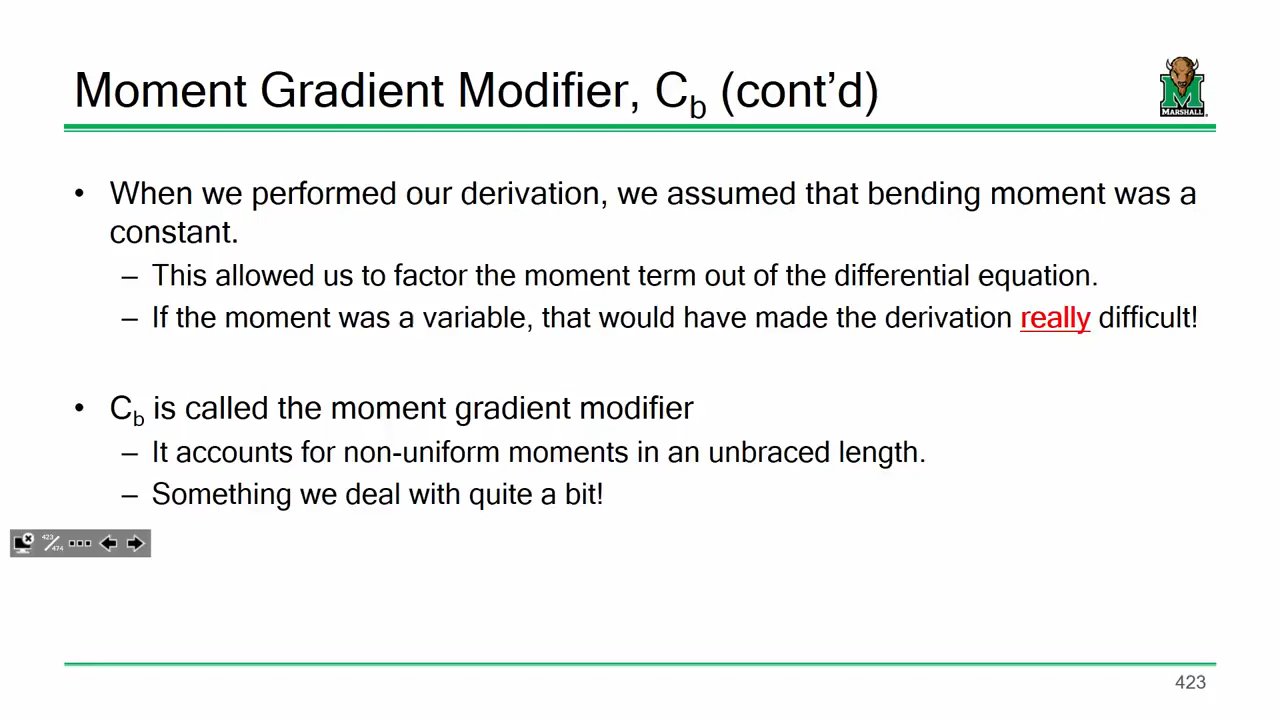 Moment Gradient Modifier, Cb (cont'd)
MARSHALL
• When we performed our derivation, we assumed that bending moment was a
constant.
– This allowed us to factor the moment term out of the differential equation.
– If the moment was a variable, that would have made the derivation really difficult!
• Cb is called the moment gradient modifier
– It accounts for non-uniform moments in an unbraced length.
– Something we deal with quite a bit!
423/474
423